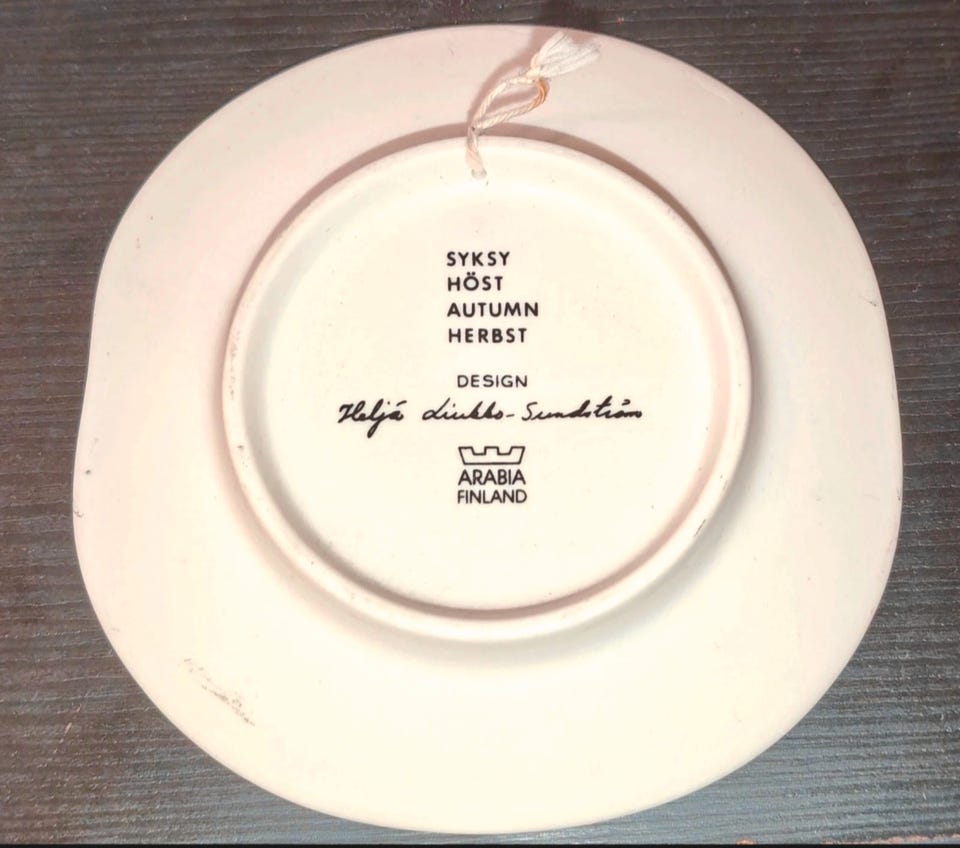 SYKSY
HÖST
AUTUMN
HERBST
DESIGN
Heljä Liukko-Sundström
ARABIA
FINLAND